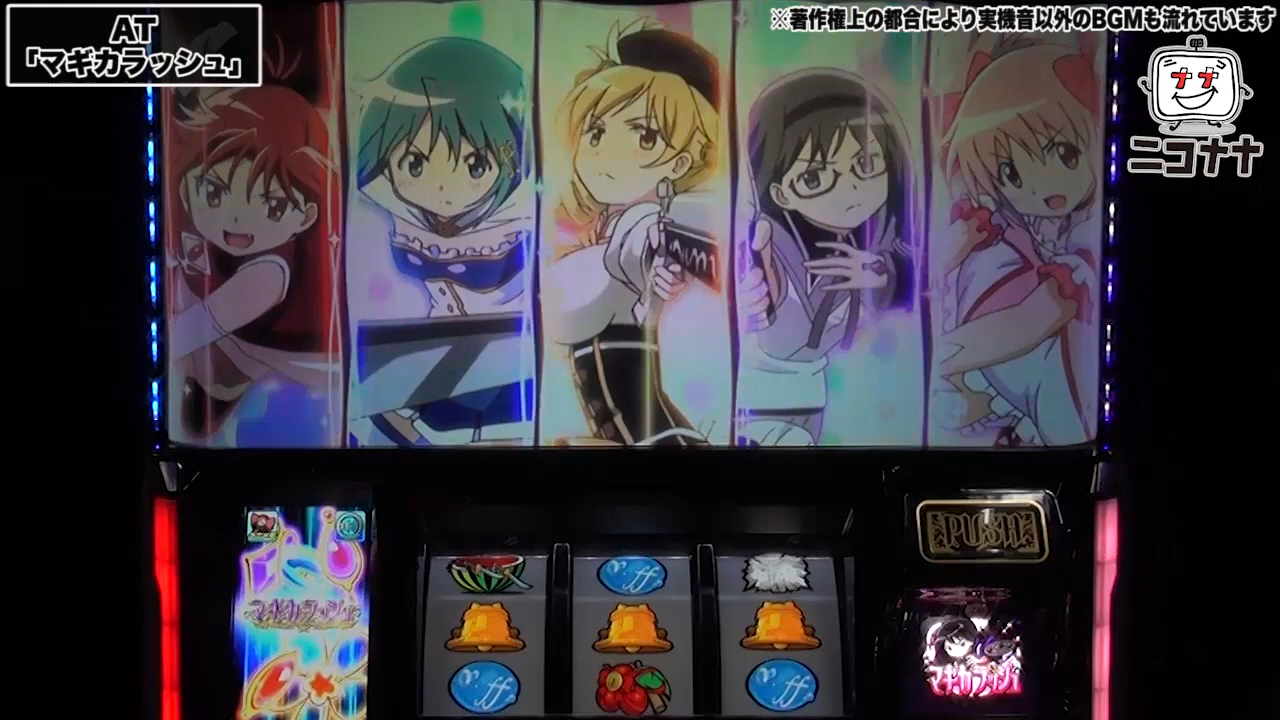 AT
「マギカラッシュ」
※著作権上の都合により実機音以外のBGMも流れています
ナナ
ニコナナ
PUSH
マギカラッシュ
マギカラッシュ